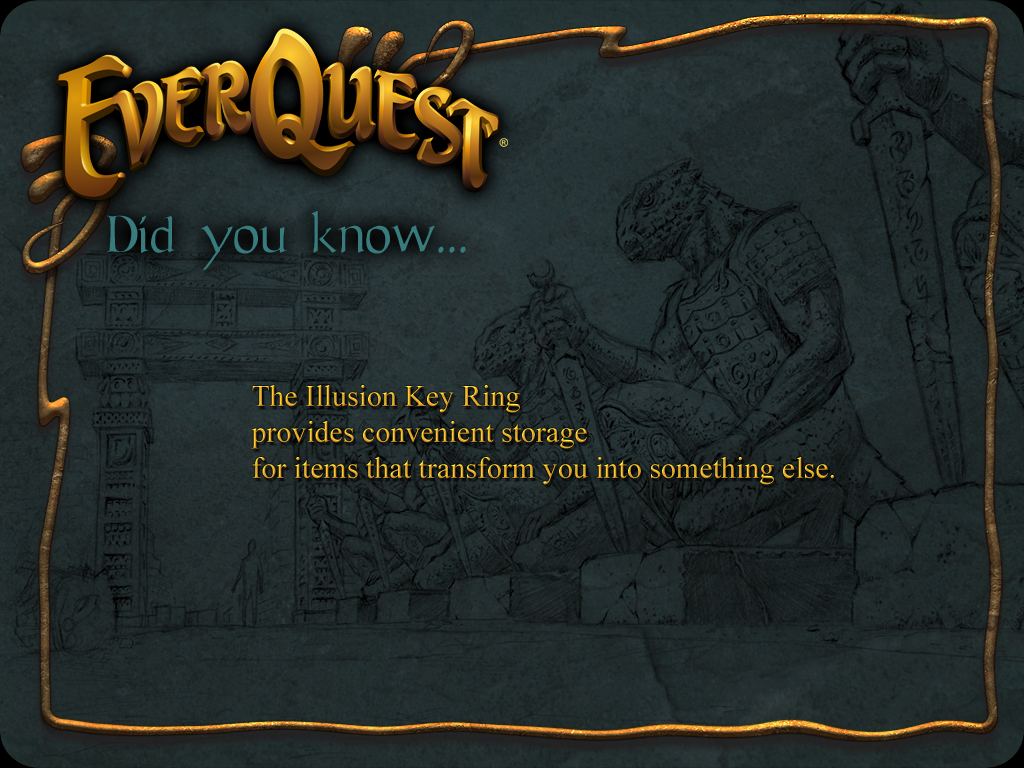 EVERQUEST®
Did you know...
The Illusion Key Ring
provides convenient storage
for items that transform you into something else.